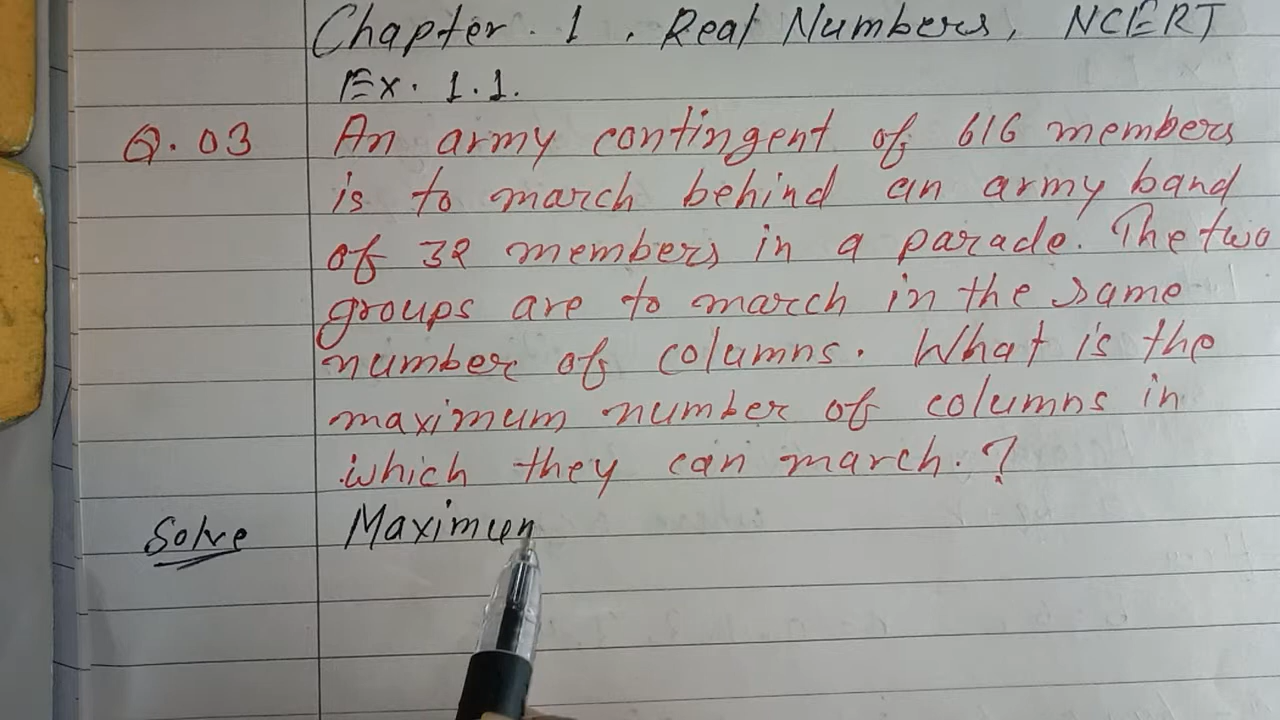 Chapter. 1, Real Numbers, NCERT
Ex. 1.1.
Q. 03 An army contingent of 616 members
is to march behind an army band
of 32 members in a parade. The two
groups are to march in the same
number of columns. What is the
maximum number of columns in
which they can march.?
Solve Maximum